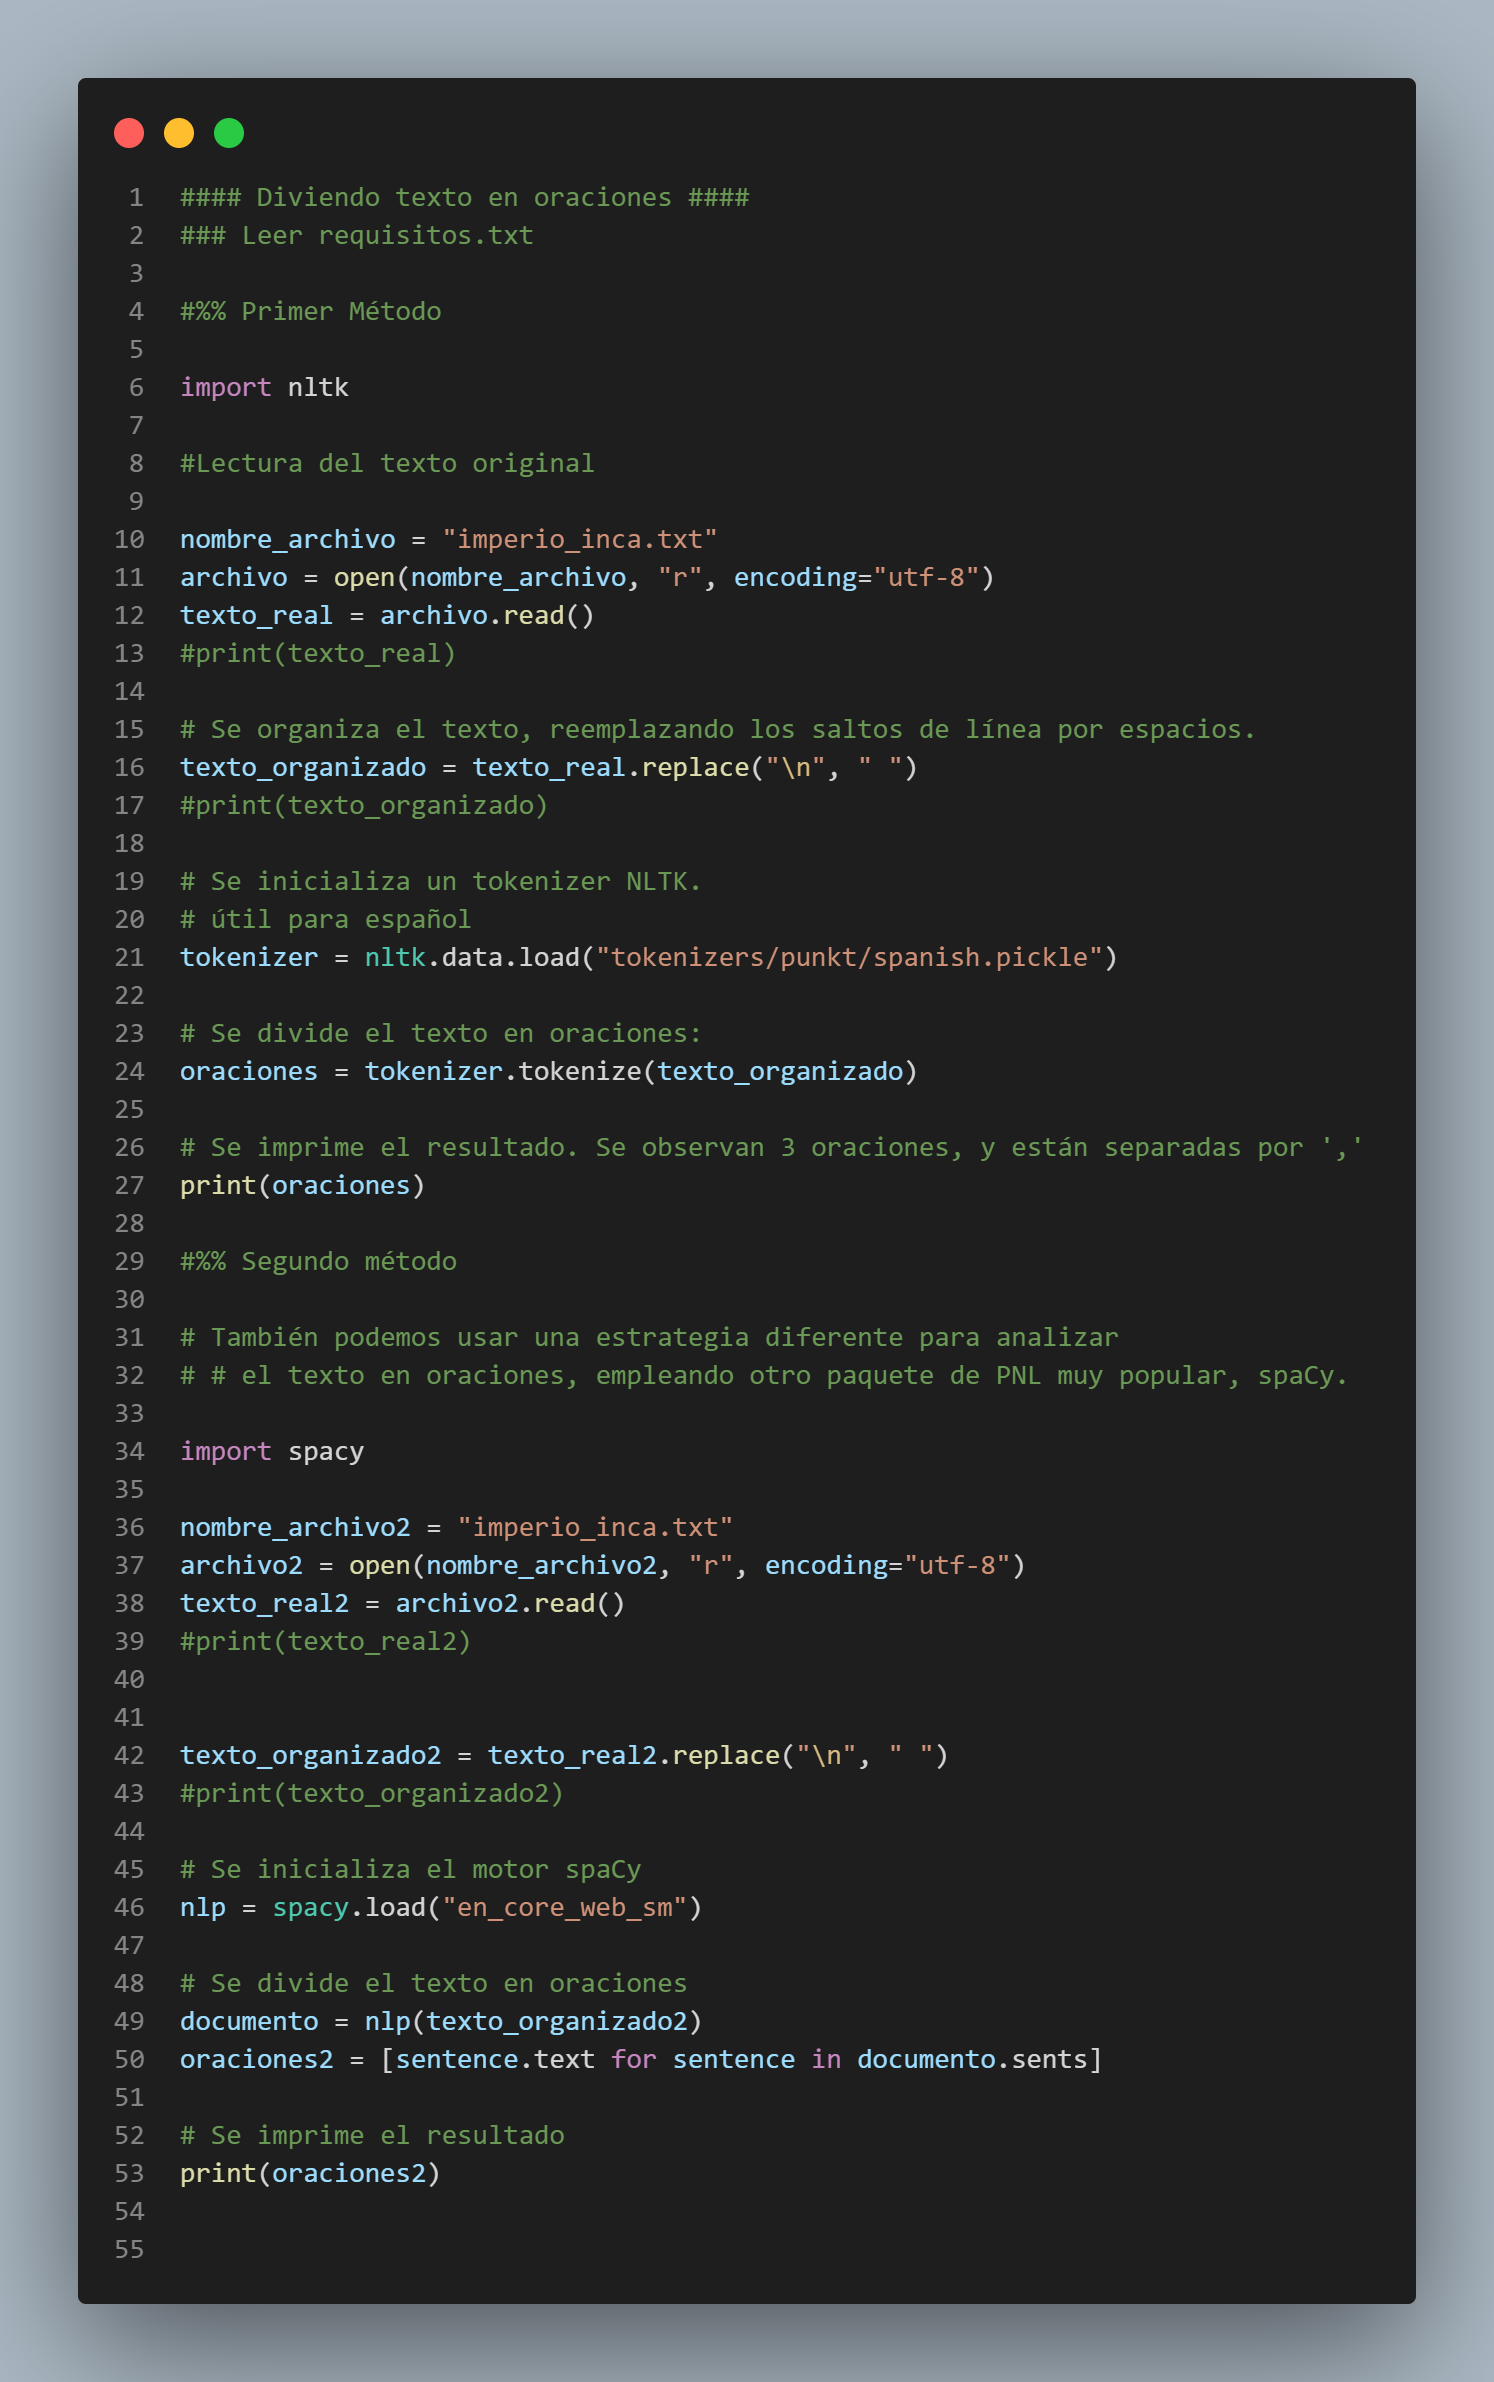 1 #### Diviendo texto en oraciones ####
2 ### Leer requisitos.txt
3
4 #%% Primer Método
5
6 import nltk
7
8 #Lectura del texto original
9
10 nombre_archivo = "imperio_inca.txt"
11 archivo = open(nombre_archivo, "r", encoding="utf-8")
12 texto_real = archivo.read()
13 #print(texto_real)
14
15 # Se organiza el texto, reemplazando los saltos de línea por espacios.
16 texto_organizado = texto_real.replace("\n", " ")
17 #print(texto_organizado)
18
19 # Se inicializa un tokenizer NLTK.
20 # útil para español
21 tokenizer = nltk.data.load("tokenizers/punkt/spanish.pickle")
22
23 # Se divide el texto en oraciones:
24 oraciones = tokenizer.tokenize(texto_organizado)
25
26 # Se imprime el resultado. Se observan 3 oraciones, y están separadas por ','
27 print(oraciones)
28
29 #%% Segundo método
30
31 # También podemos usar una estrategia diferente para analizar
32 # # el texto en oraciones, empleando otro paquete de PNL muy popular, spaCy.
33
34 import spacy
35
36 nombre_archivo2 = "imperio_inca.txt"
37 archivo2 = open(nombre_archivo2, "r", encoding="utf-8")
38 texto_real2 = archivo2.read()
39 #print(texto_real2)
40
41
42 texto_organizado2 = texto_real2.replace("\n", " ")
43 #print(texto_organizado2)
44
45 # Se inicializa el motor spaCy
46 nlp = spacy.load("en_core_web_sm")
47
48 # Se divide el texto en oraciones
49 documento = nlp(texto_organizado2)
50 oraciones2 = [sentence.text for sentence in documento.sents]
51
52 # Se imprime el resultado
53 print(oraciones2)
54
55